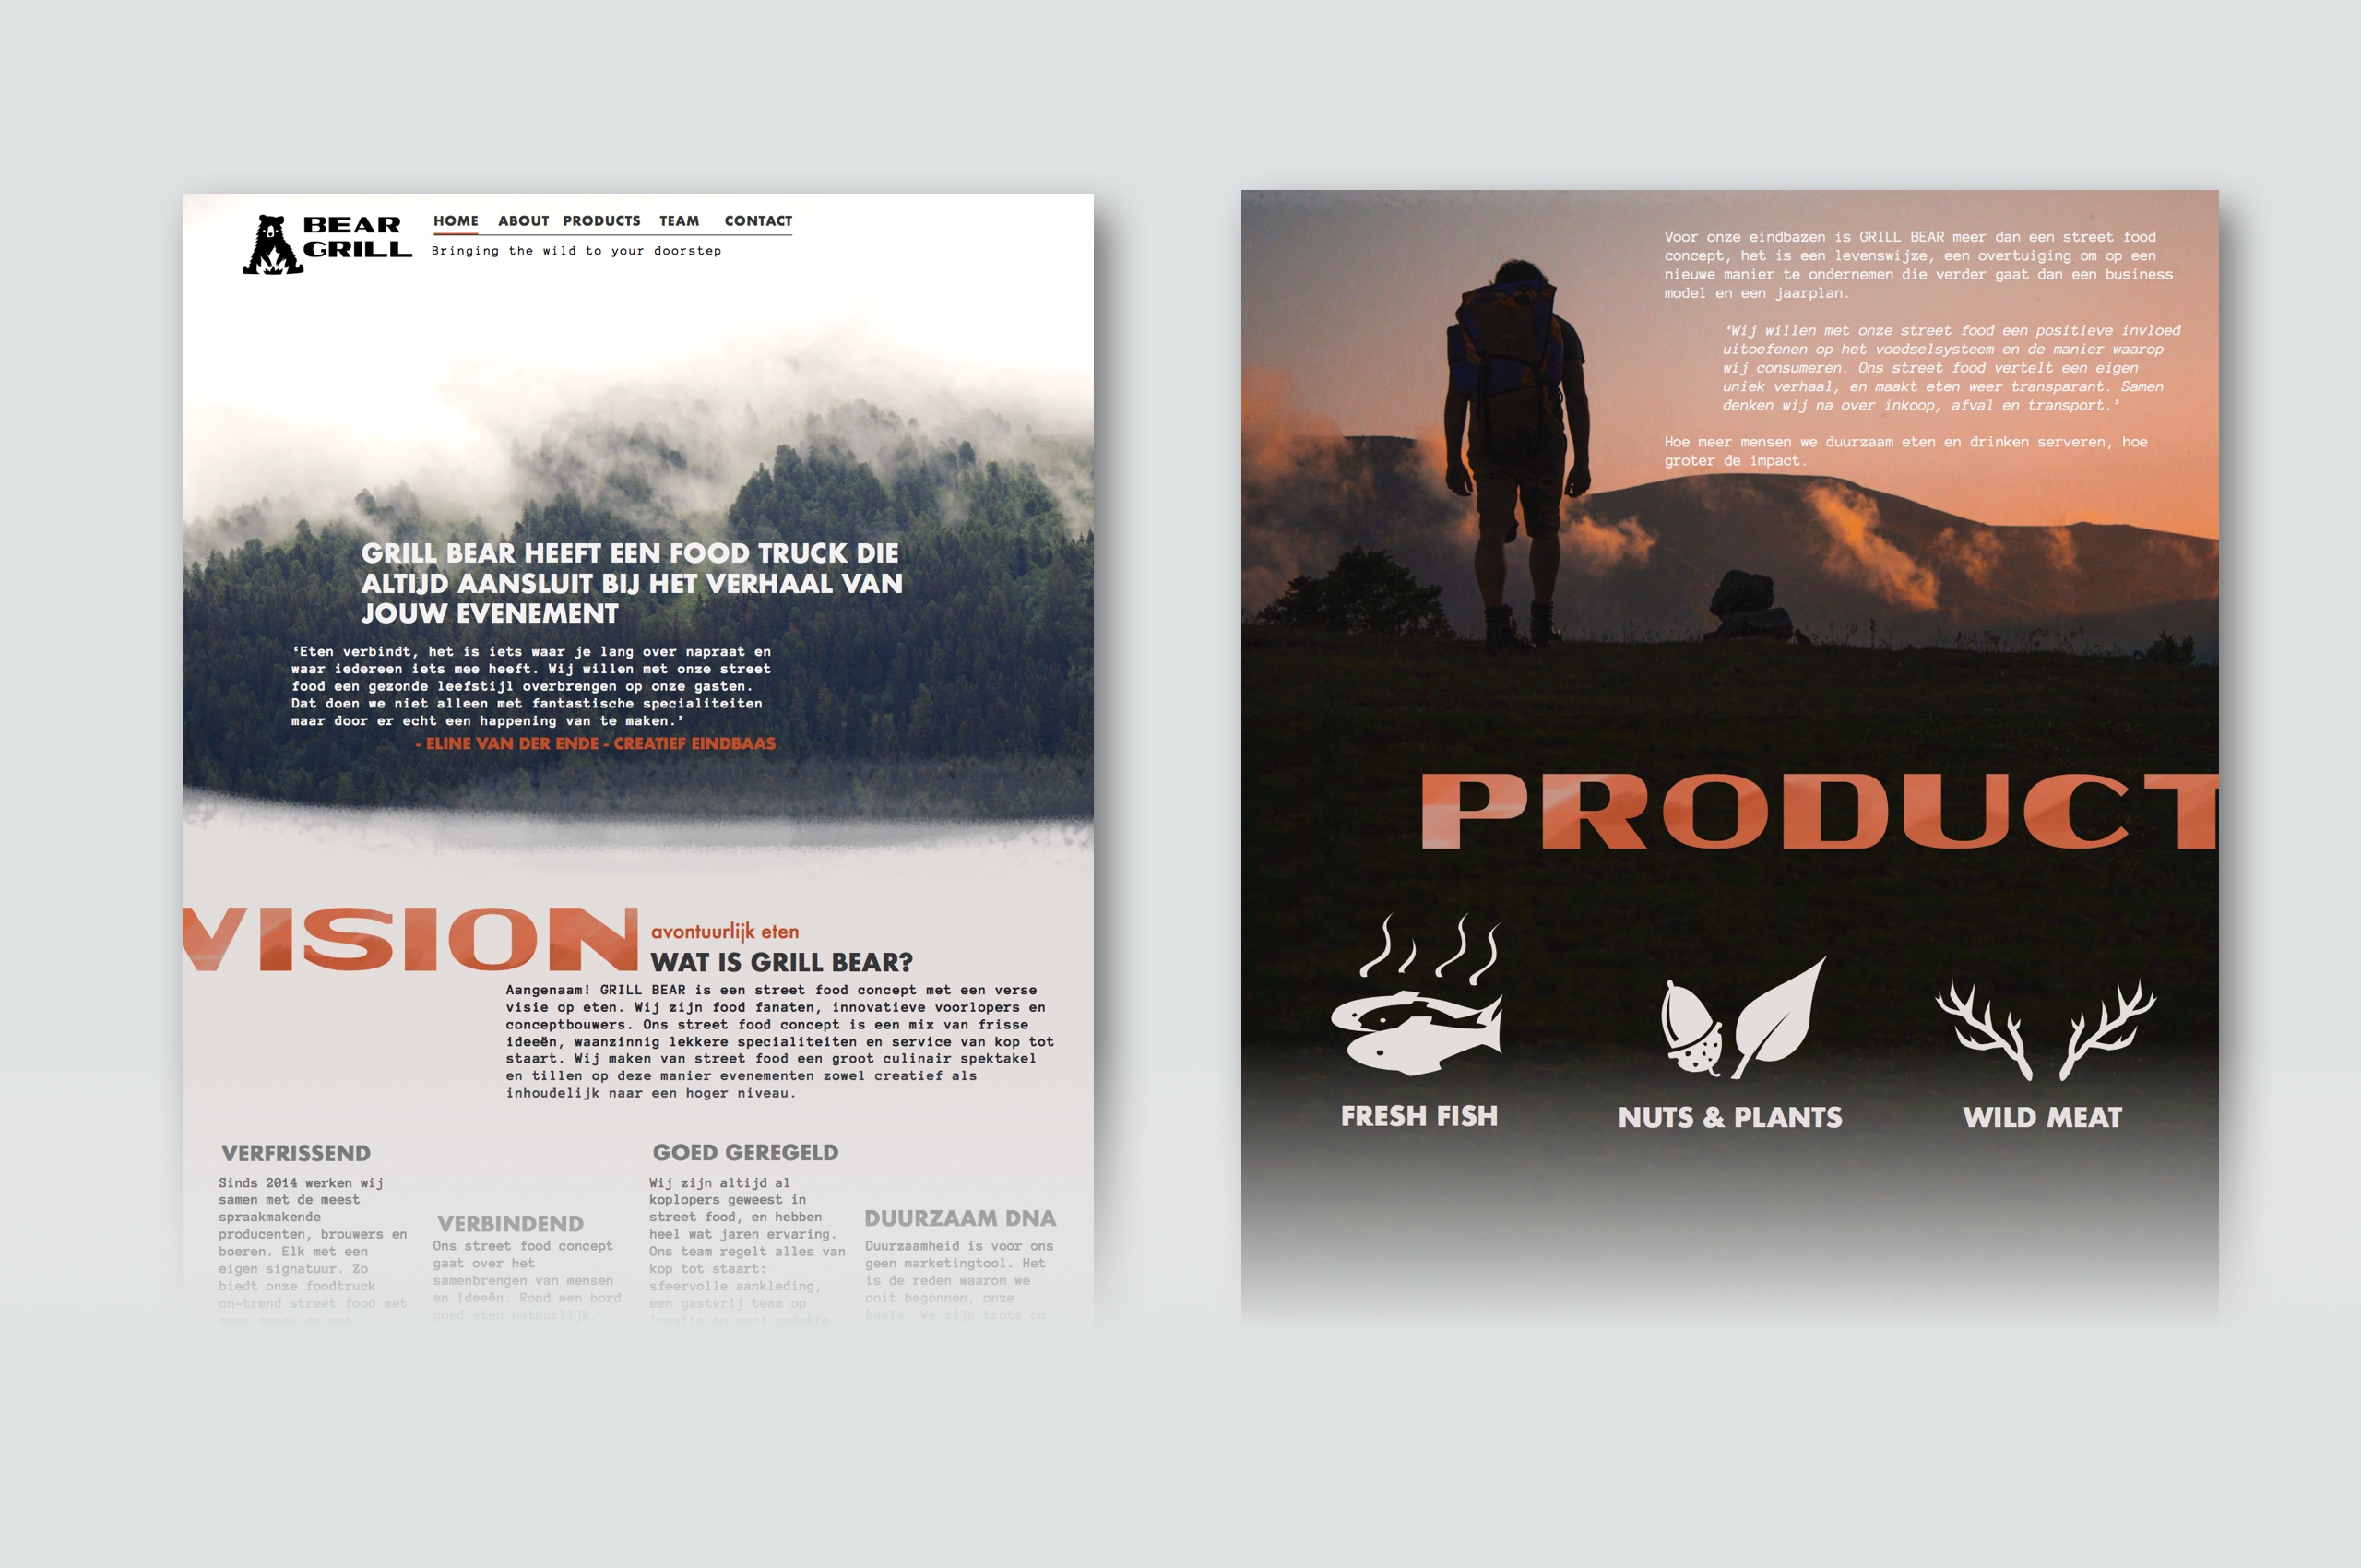 BEAR
GRILL
HOME ABOUT PRODUCTS TEAM CONTACT
Bringing the wild to your doorstep
GRILL BEAR HEEFT EEN FOOD TRUCK DIE
ALTIJD AANSLUIT BIJ HET VERHAAL VAN
JOUW EVENEMENT
‘Eten verbindt, het is iets waar je lang over napraat en
waar iedereen iets mee heeft. Wij willen met onze street
food een gezonde leefstijl overbrengen op onze gasten.
Dat doen we niet alleen met fantastische specialiteiten
maar door er echt een happening van te maken.’
- ELINE VAN DER ENDE - CREATIEF EINDBAAS
VISION
avontuurlijk eten
WAT IS GRILL BEAR?
Aangenaam! GRILL BEAR is een street food concept met een verse
visie op eten. Wij zijn food fanaten, innovatieve voorlopers en
conceptbouwers. Ons street food concept is een mix van frisse
ideeën, waanzinnig lekkere specialiteiten en service van kop tot
staart. Wij maken van street food een groot culinair spektakel
en tillen op deze manier evenementen zowel creatief als
inhoudelijk naar een hoger niveau.
VERFRISSEND
Sinds 2014 werken wij
samen met de meest
spraakmakende
producenten, brouwers en
boeren. Elk met een
eigen signatuur. Zo
biedt onze foodtruck
on-trend street food met
meer smaak en een
VERBINDEND
Ons street food concept
gaat over het
samenbrengen van mensen
en ideeën. Rond een bord
goed eten natuurlijk,
GOED GEREGELD
Wij zijn altijd al
koplopers geweest in
street food, en hebben
heel wat jaren ervaring.
Ons team regelt alles van
kop tot staart:
sfeervolle aankleding,
een gastvrij team op
locatie en mooi gedekte
DUURZAAM DNA
Duurzaamheid is voor ons
geen marketingtool. Het
is de reden waarom we
ooit begonnen, onze
basis. We zijn trots op
Voor onze eindbazen is GRILL BEAR meer dan een street food
concept, het is een levenswijze, een overtuiging om op een
nieuwe manier te ondernemen die verder gaat dan een business
model en een jaarplan.
‘Wij willen met onze street food een positieve invloed
uitoefenen op het voedselsysteem en de manier waarop
wij consumeren. Ons street food vertelt een eigen
uniek verhaal, en maakt eten weer transparant. Samen
denken wij na over inkoop, afval en transport.’
Hoe meer mensen we duurzaam eten en drinken serveren, hoe
groter de impact.
PRODUCT
FRESH FISH
NUTS & PLANTS
WILD MEAT